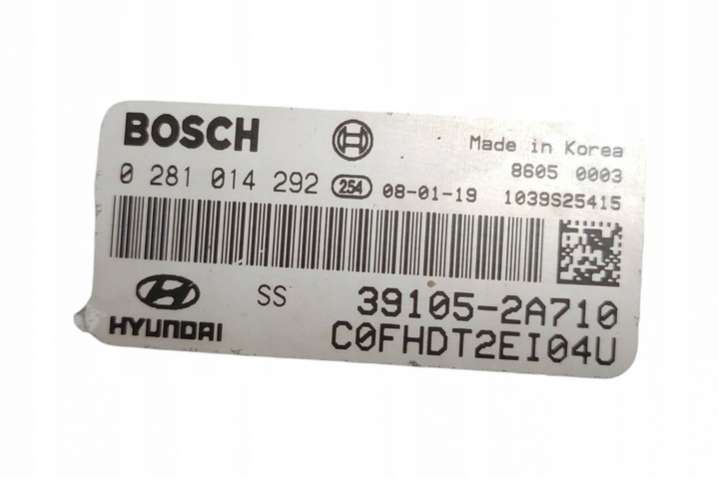 BOSCH
Made in Korea
8605 0003
0 281 014 292 254 08-01-19 1039S25415
HYUNDAI
SS
39105-2A710
C0FHDT2EI04U